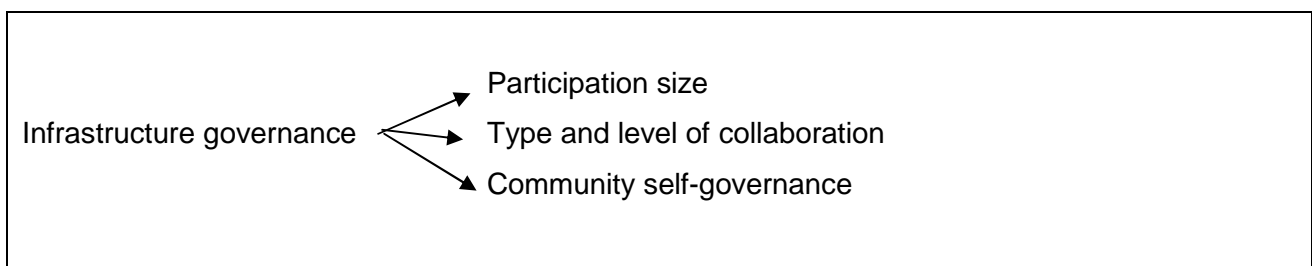 Participation size
Infrastructure governance
Type and level of collaboration
Community self-governance